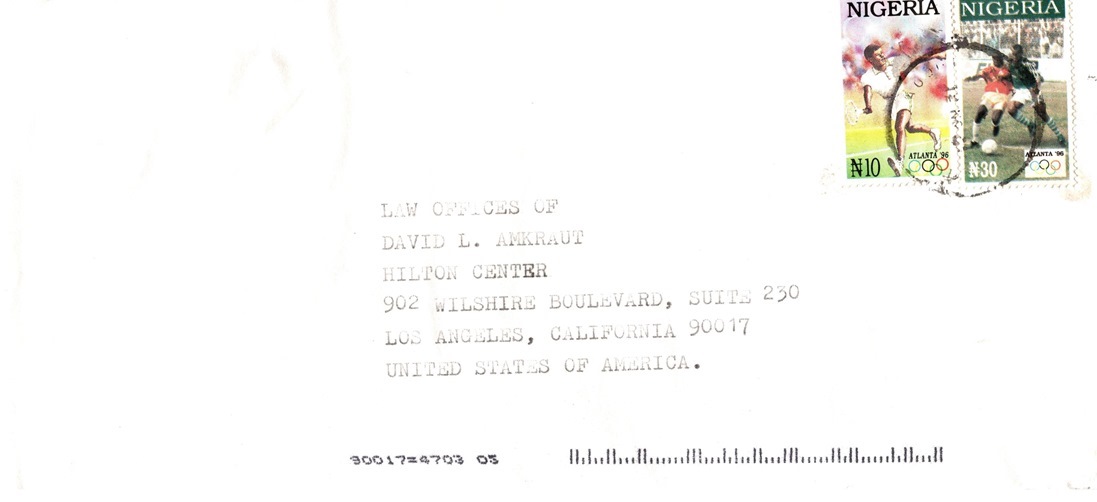 NIGERIA
NIGERIA
ATLANTA '96
₦10
ATLANTA '96
₦30
LAW OFFICES OF
DAVID L. AMKRAUT
HILTON CENTER
902 WILSHIRE BOULEVARD, SUITE 230
LOS ANGELES, CALIFORNIA 90017
UNITED STATES OF AMERICA.
90017=4703 05